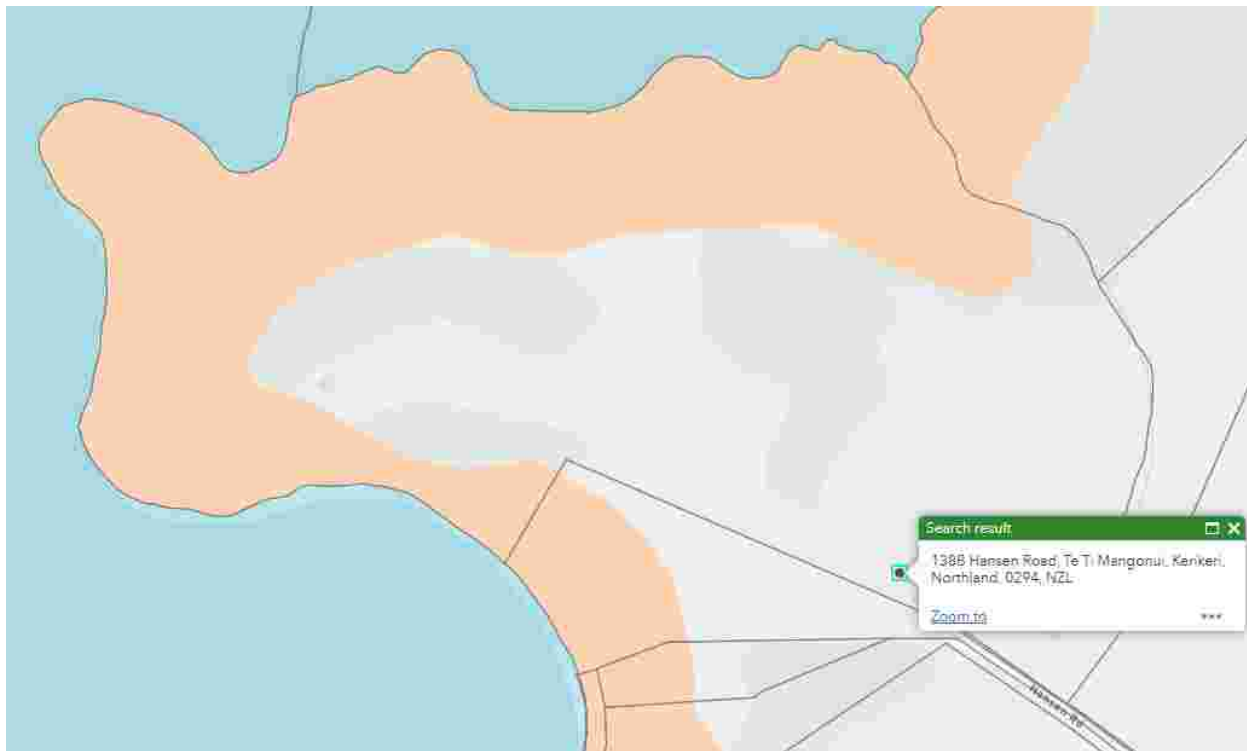 Search result
1388 Hansen Road, Te Ti Mangonui, Kerikeri,
Northland, 0294, NZL
Zoom to
Hansen Rd